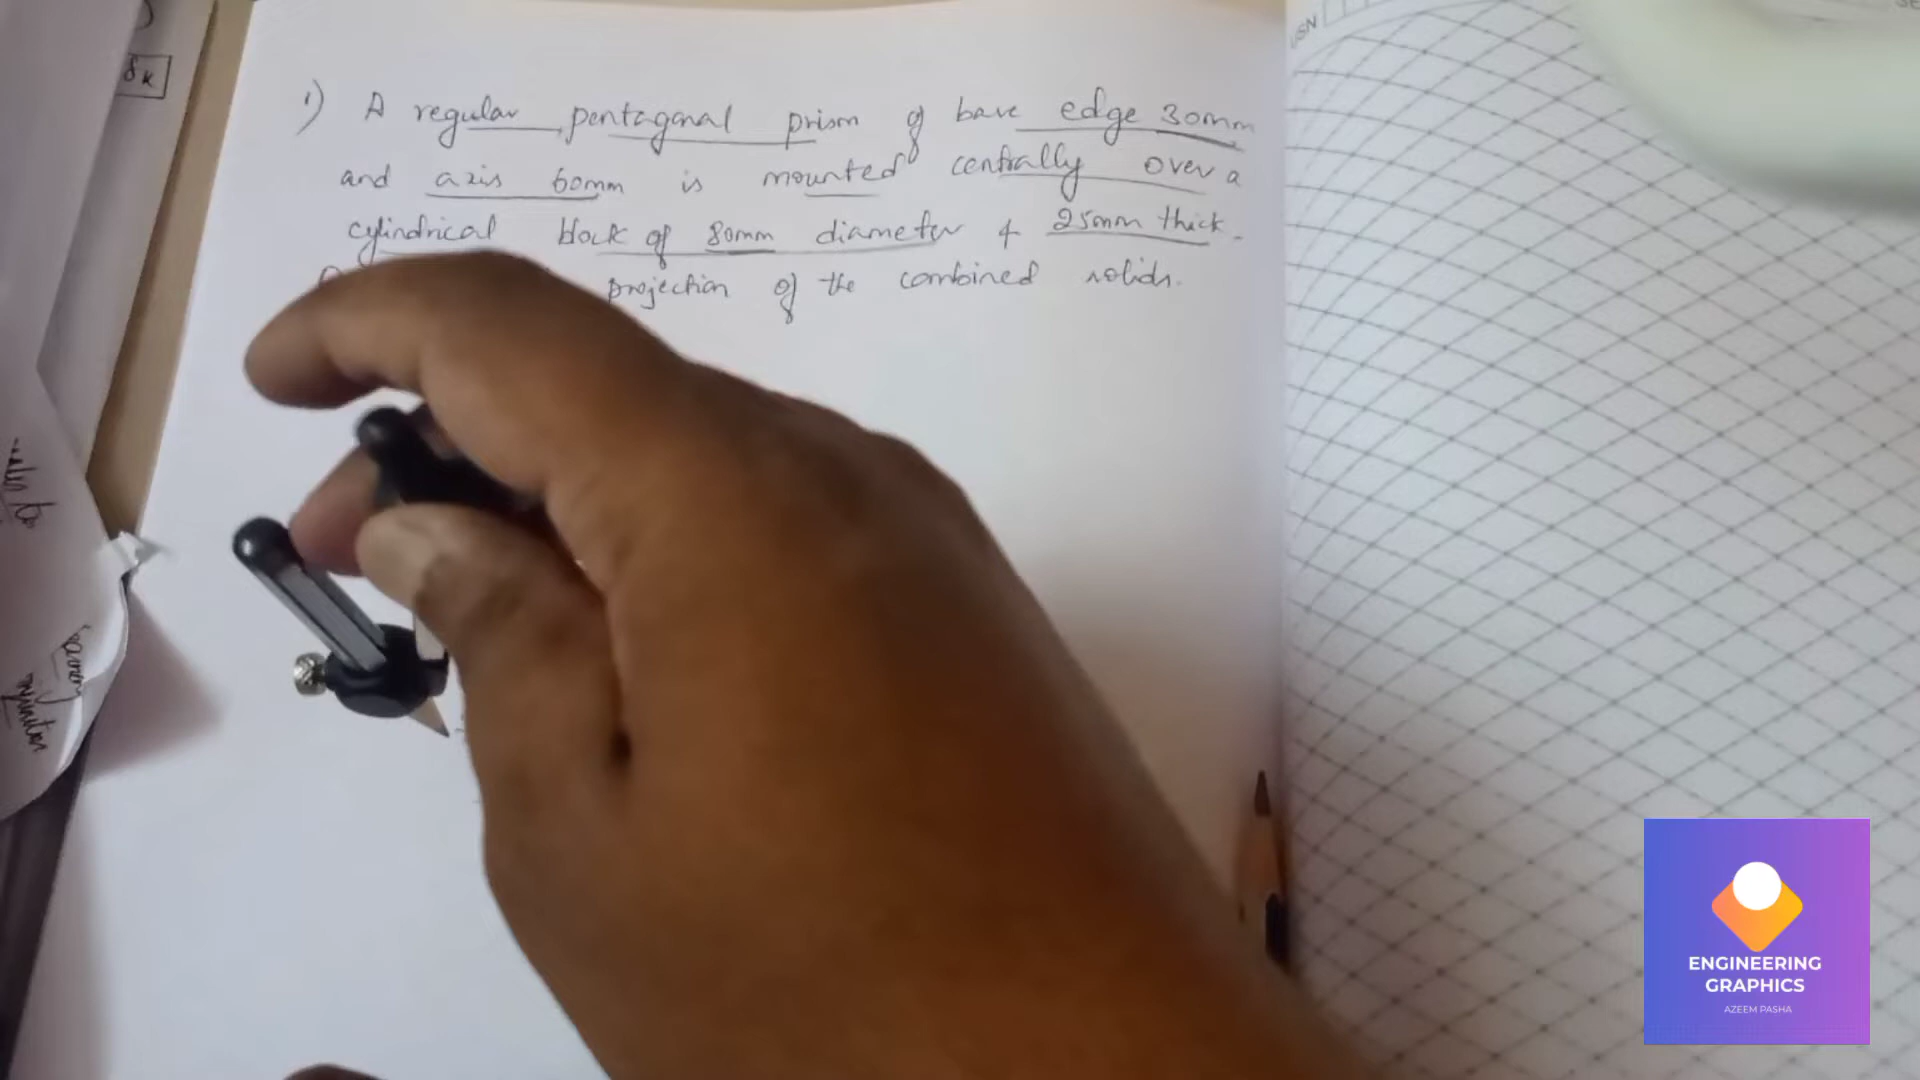 1) A regular pentagonal prism of base edge 30mm
and axis 60mm is mounted centrally over a
cylindrical block of 80mm diameter & 25mm thick.
projection of the combined solids.
USN
ENGINEERING
GRAPHICS
AZEEM PASHA